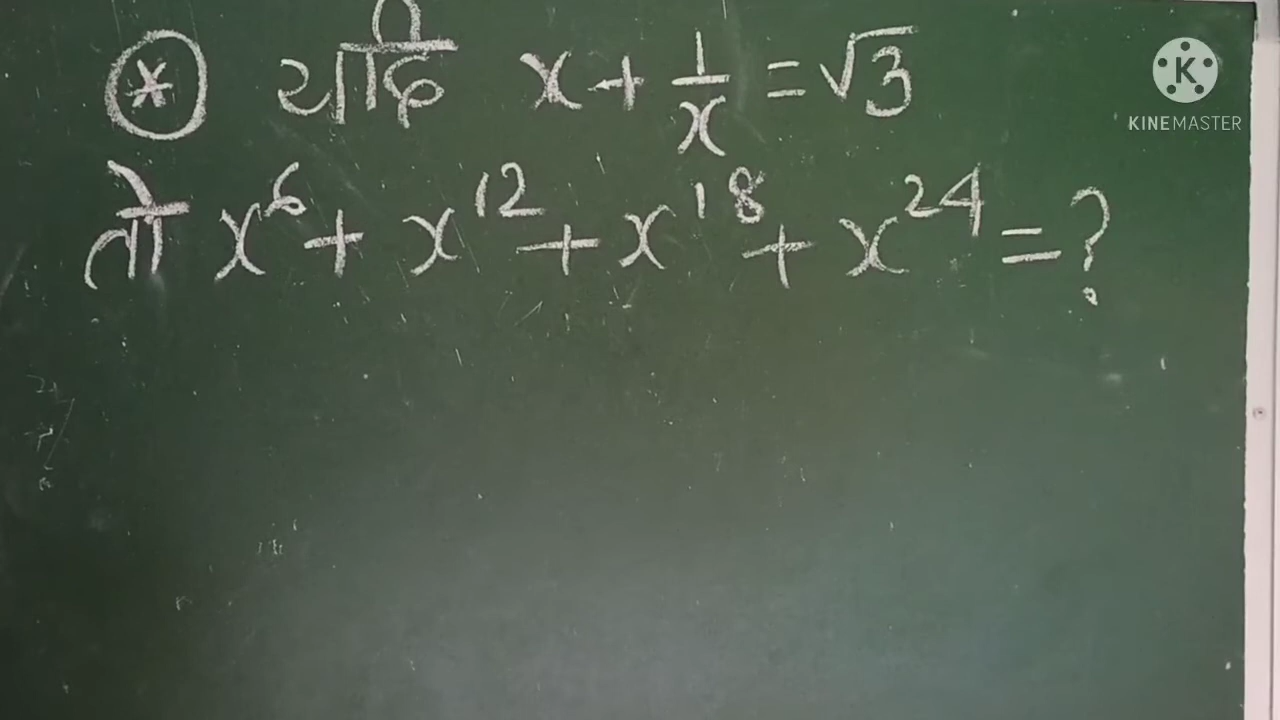 * यदि x + 1/x = √3
KINEMASTER
तो x⁶ + x¹² + x¹⁸ + x²⁴ = ?